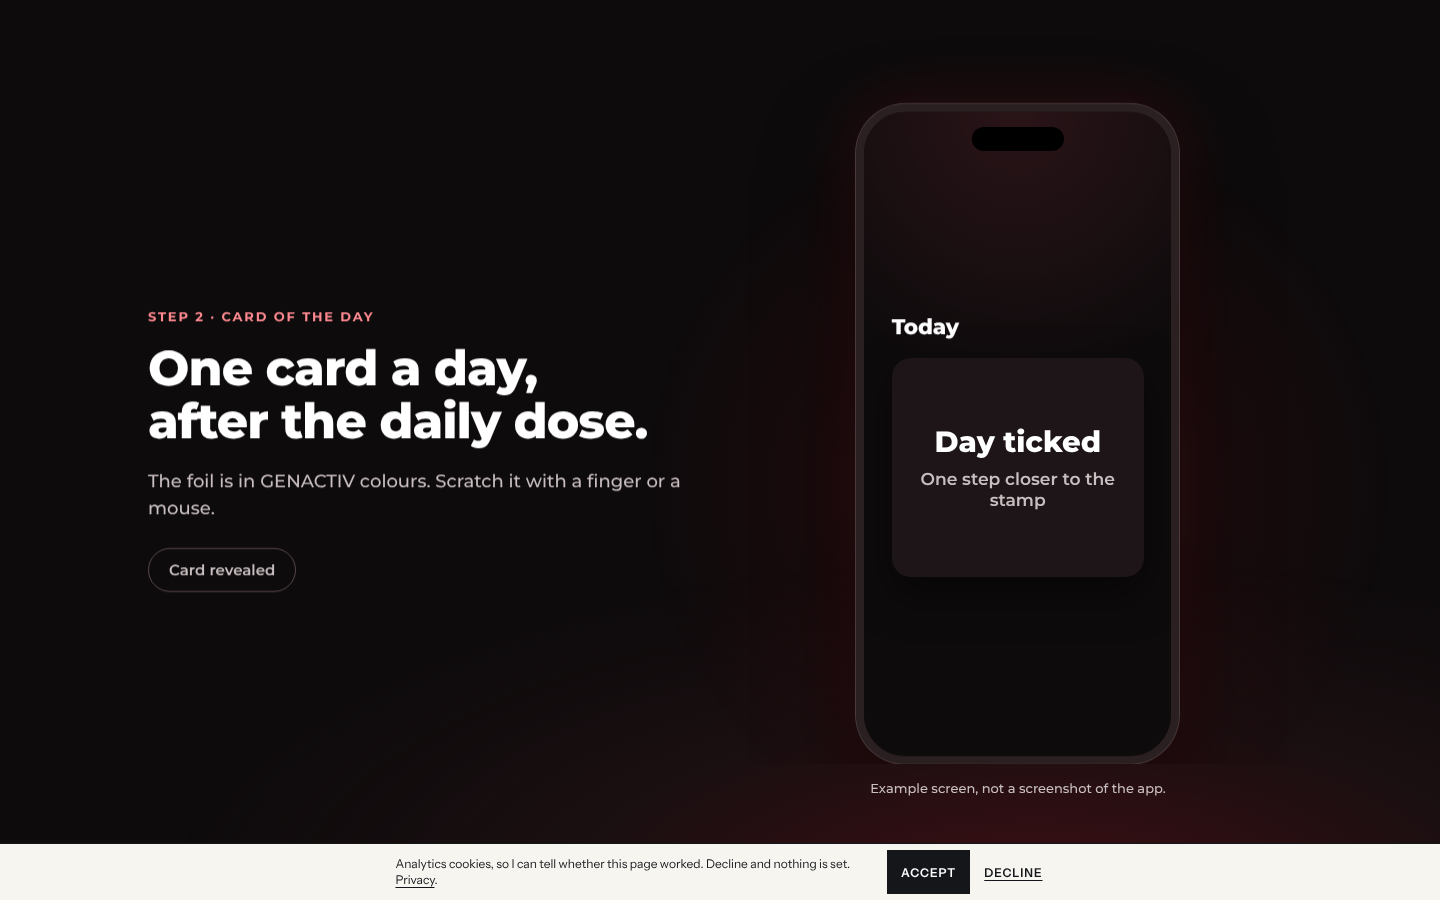 STEP 2 · CARD OF THE DAY
One card a day,
after the daily dose.
The foil is in GENACTIV colours. Scratch it with a finger or a
mouse.
Card revealed
Today
Day ticked
One step closer to the
stamp
Example screen, not a screenshot of the app.
Analytics cookies, so I can tell whether this page worked. Decline and nothing is set.
Privacy.
ACCEPT
DECLINE